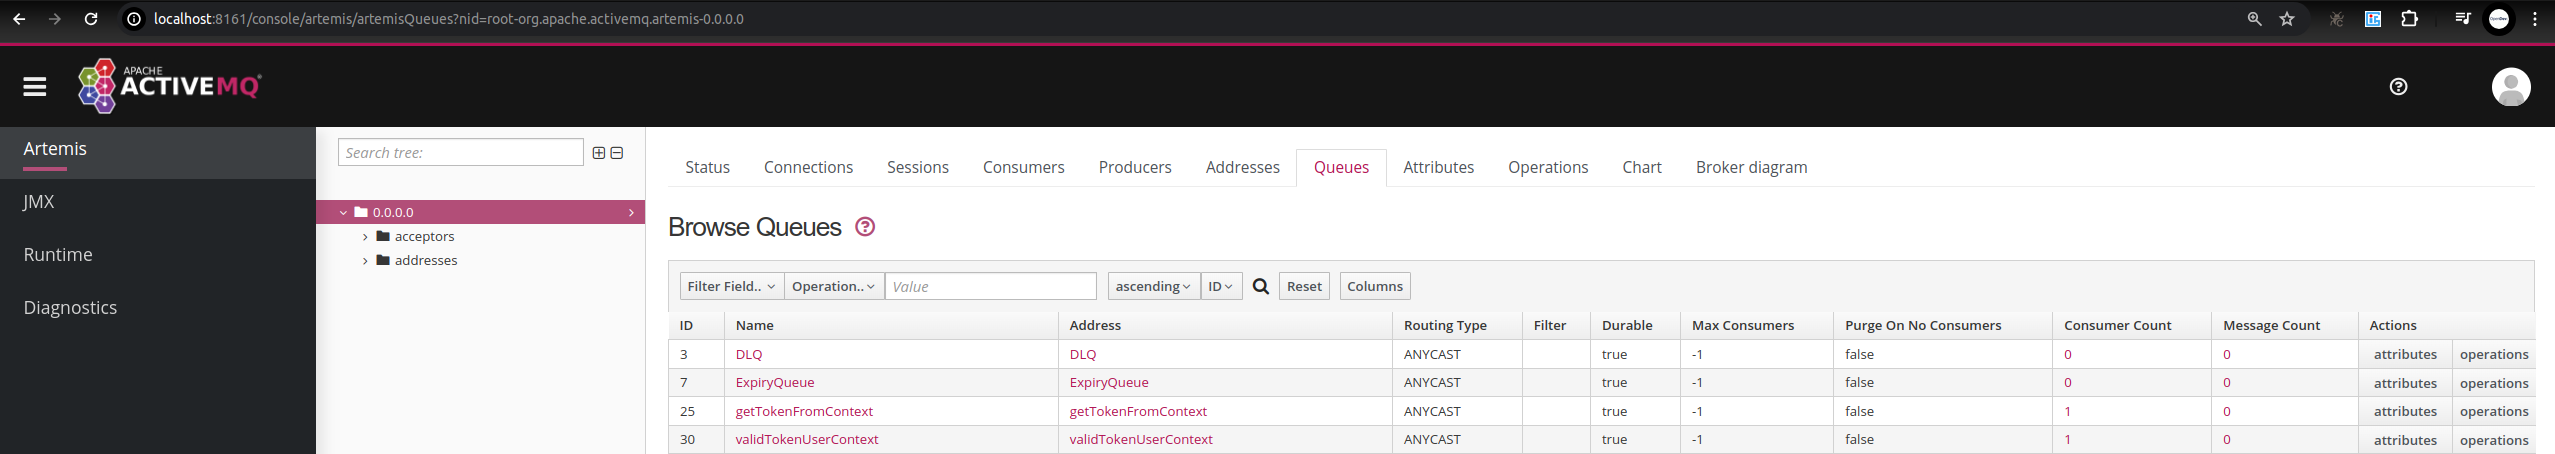 localhost:8161/console/artemis/artemisQueues?nid=root-org.apache.activemq.artemis-0.0.0.0
APACHE
ACTIVEMQ
Artemis
JMX
Runtime
Diagnostics
Search tree:
0.0.0.0
acceptors
addresses
Status Connections Sessions Consumers Producers Addresses Queues Attributes Operations Chart Broker diagram
Browse Queues
Filter Field.. Operation.. Value ascending ID Reset Columns
ID Name Address Routing Type Filter Durable Max Consumers Purge On No Consumers Consumer Count Message Count Actions
3 DLQ DLQ ANYCAST true -1 false 0 0 attributes operations
7 ExpiryQueue ExpiryQueue ANYCAST true -1 false 0 0 attributes operations
25 getTokenFromContext getTokenFromContext ANYCAST true -1 false 1 0 attributes operations
30 validTokenUserContext validTokenUserContext ANYCAST true -1 false 1 0 attributes operations